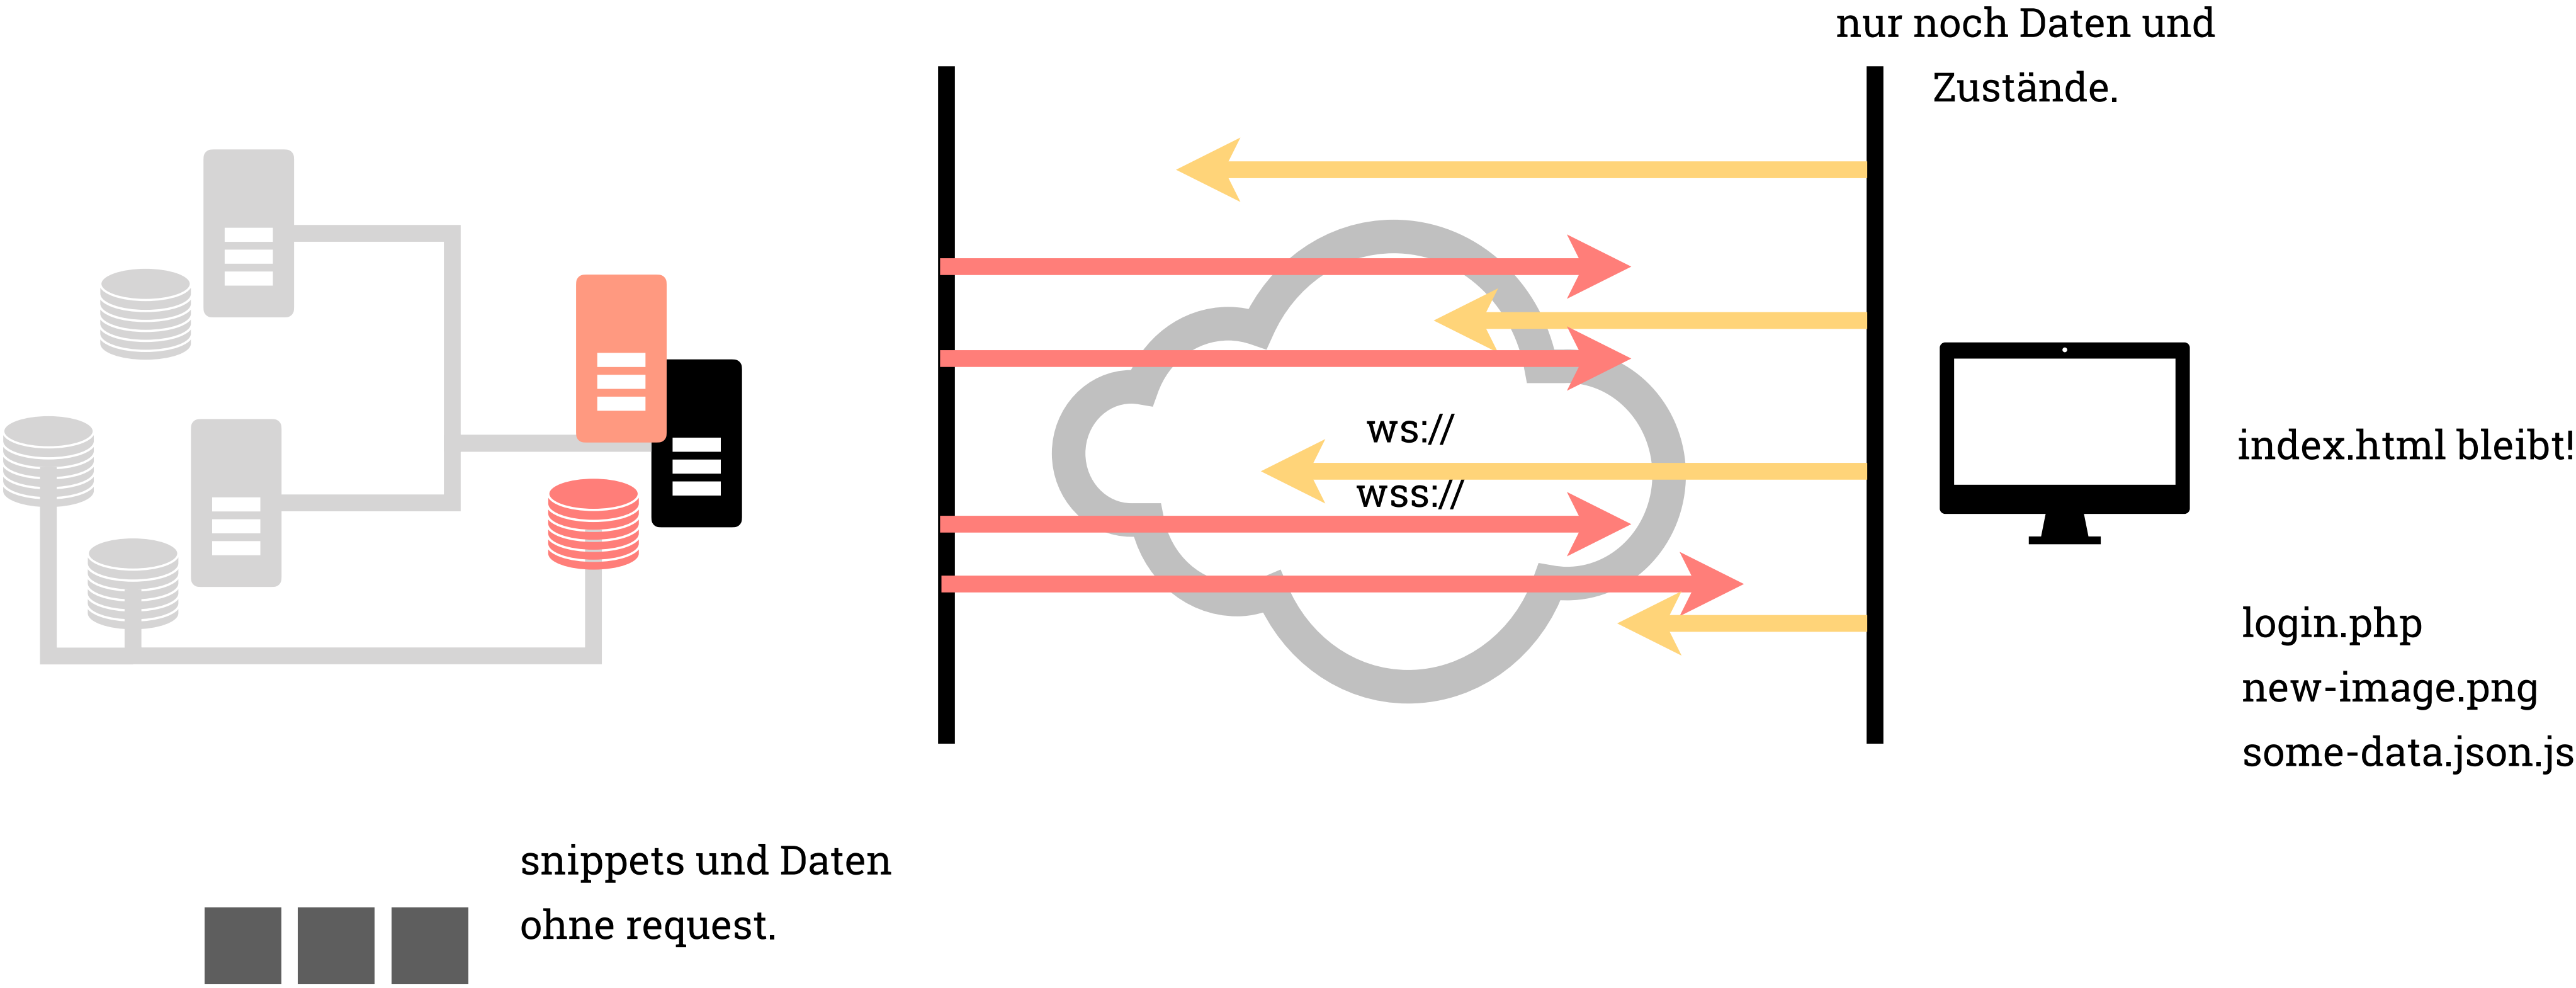 nur noch Daten und
Zustände.
ws://
wss://
index.html bleibt!
login.php
new-image.png
some-data.json.js
snippets und Daten
ohne request.